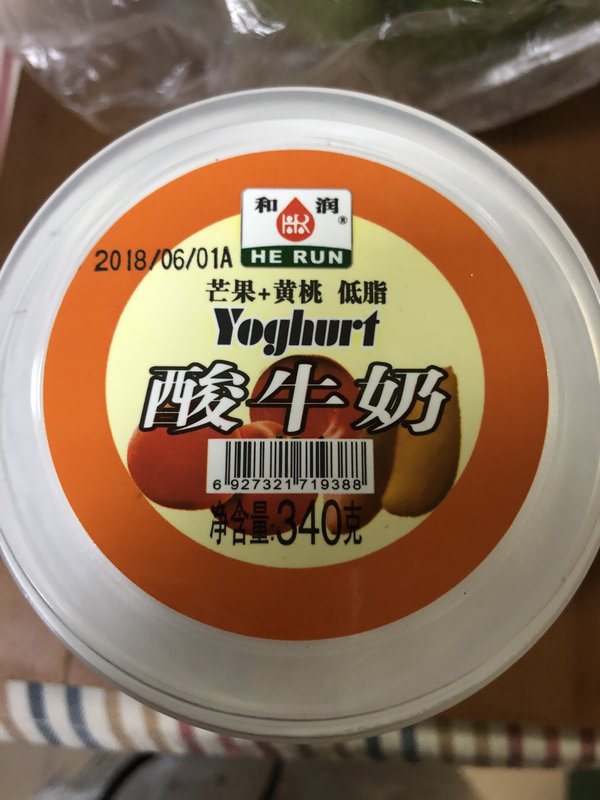 和润®
HE RUN
2018/06/01A
芒果+黄桃 低脂
Yoghurt
酸牛奶
6 927321 719388
净含量:340克